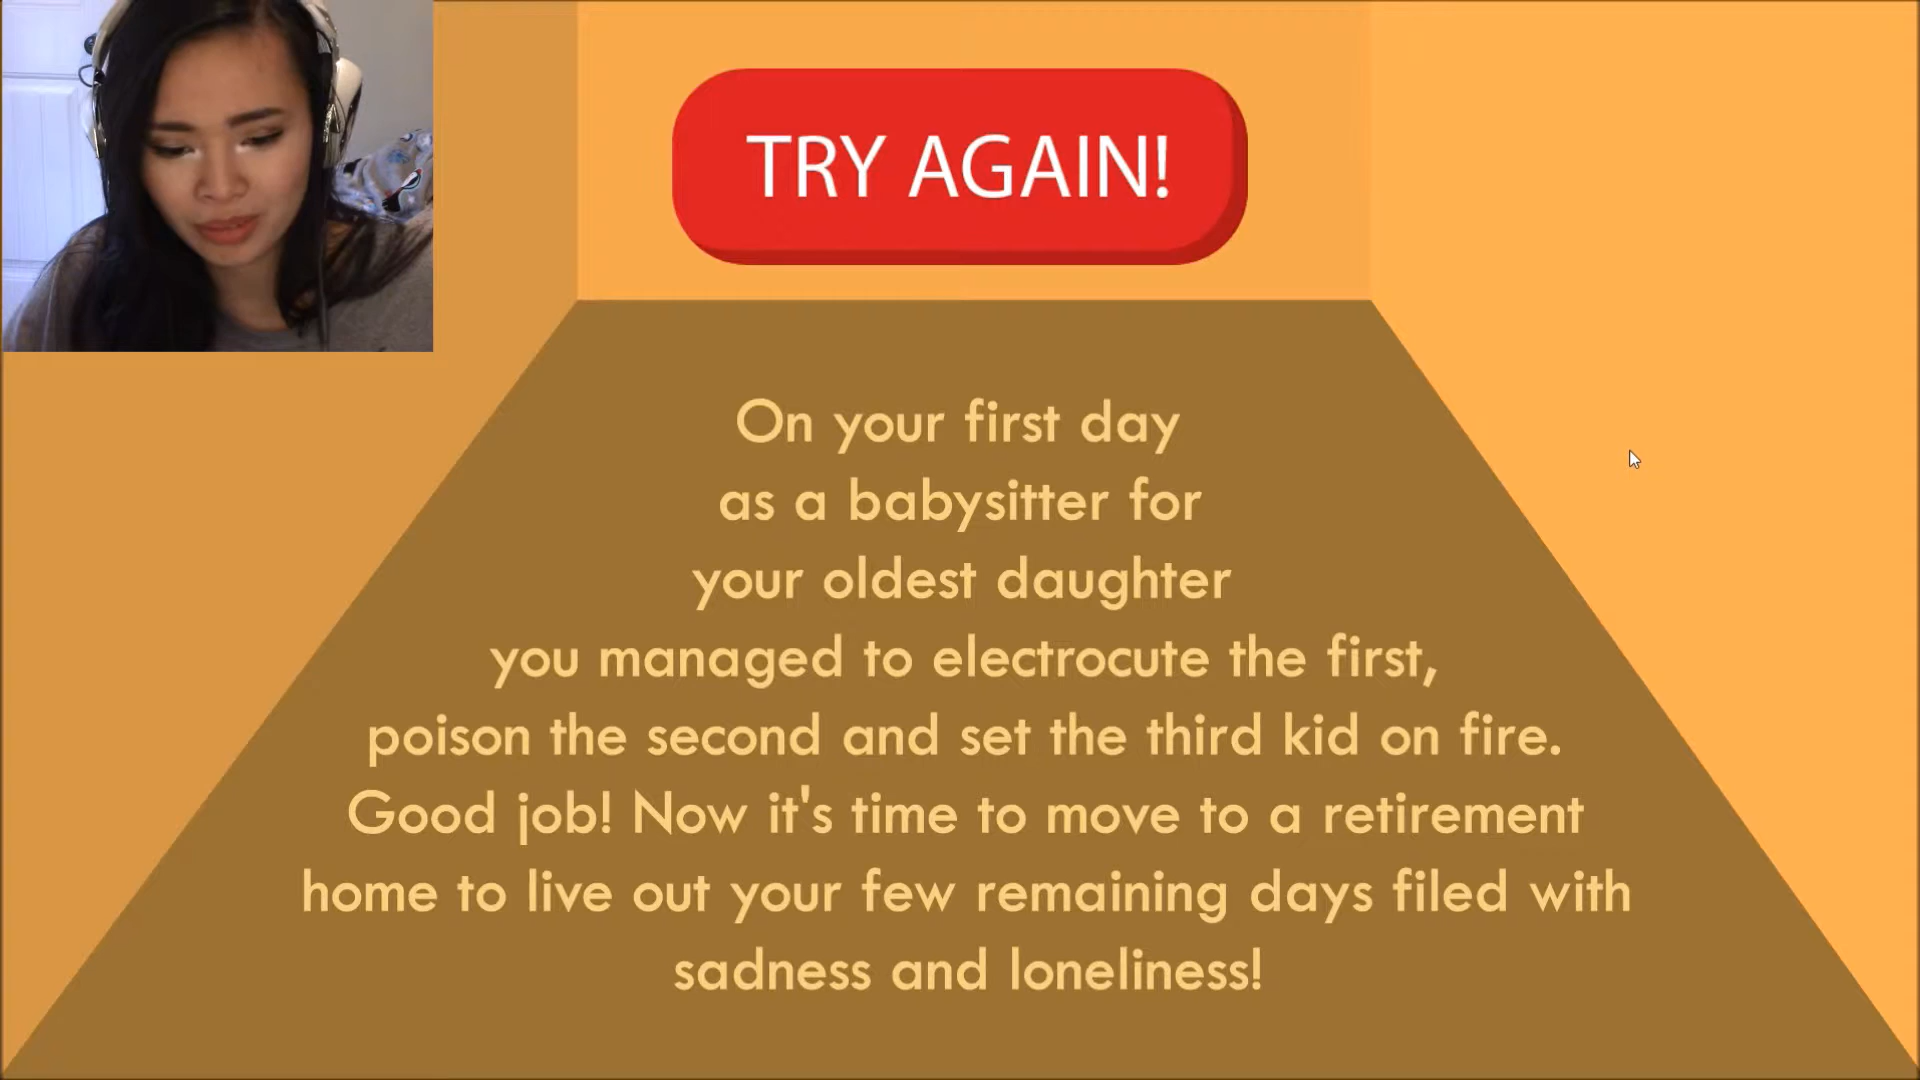 TRY AGAIN!
On your first day
as a babysitter for
your oldest daughter
you managed to electrocute the first,
poison the second and set the third kid on fire.
Good job! Now it's time to move to a retirement
home to live out your few remaining days filed with
sadness and loneliness!